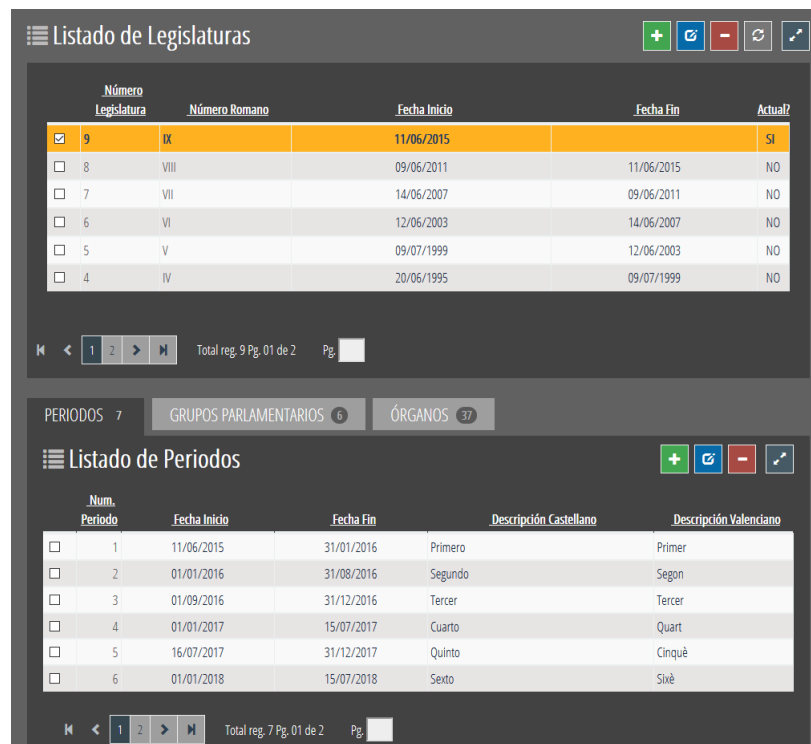 Listado de Legislaturas
Número
Legislatura Número Romano Fecha Inicio Fecha Fin Actual?
9 IX 11/06/2015 SI
8 VIII 09/06/2011 11/06/2015 NO
7 VII 14/06/2007 09/06/2011 NO
6 VI 12/06/2003 14/06/2007 NO
5 V 09/07/1999 12/06/2003 NO
4 IV 20/06/1995 09/07/1999 NO
1 2 Total reg. 9 Pg. 01 de 2 Pg.
PERIODOS 7 GRUPOS PARLAMENTARIOS 6 ÓRGANOS 37
Listado de Periodos
Num.
Periodo Fecha Inicio Fecha Fin Descripción Castellano Descripción Valenciano
1 11/06/2015 31/01/2016 Primero Primer
2 01/01/2016 31/08/2016 Segundo Segon
3 01/09/2016 31/12/2016 Tercer Tercer
4 01/01/2017 15/07/2017 Cuarto Quart
5 16/07/2017 31/12/2017 Quinto Cinquè
6 01/01/2018 15/07/2018 Sexto Sixè
1 2 Total reg. 7 Pg. 01 de 2 Pg.